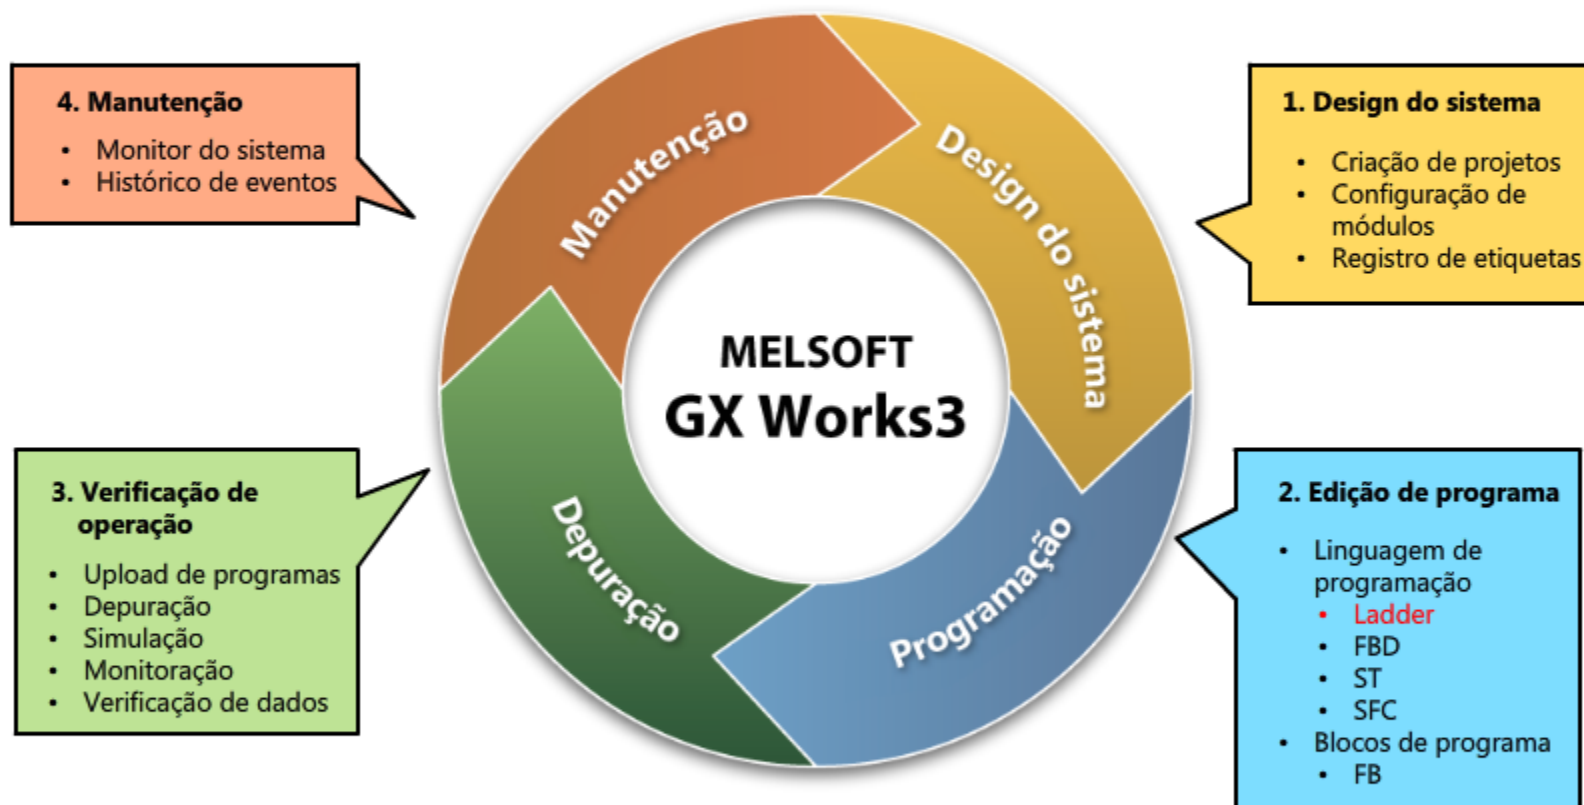 4. Manutenção
• Monitor do sistema
• Histórico de eventos
Manutenção
Design do sistema
1. Design do sistema
• Criação de projetos
• Configuração de
módulos
• Registro de etiquetas
MELSOFT
GX Works3
3. Verificação de
operação
• Upload de programas
• Depuração
• Simulação
• Monitoração
• Verificação de dados
Depuração
Programação
2. Edição de programa
• Linguagem de
programação
• Ladder
• FBD
• ST
• SFC
• Blocos de programa
• FB